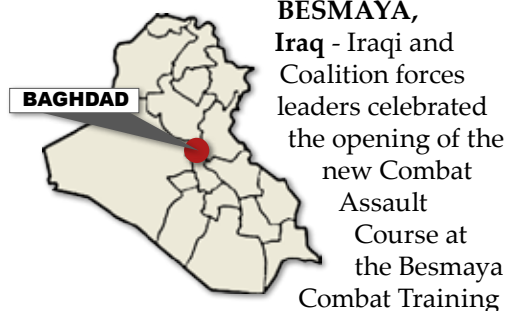 BESMAYA,
Iraq - Iraqi and
Coalition forces
leaders celebrated
the opening of the
new Combat
Assault
Course at
the Besmaya
Combat Training
BAGHDAD